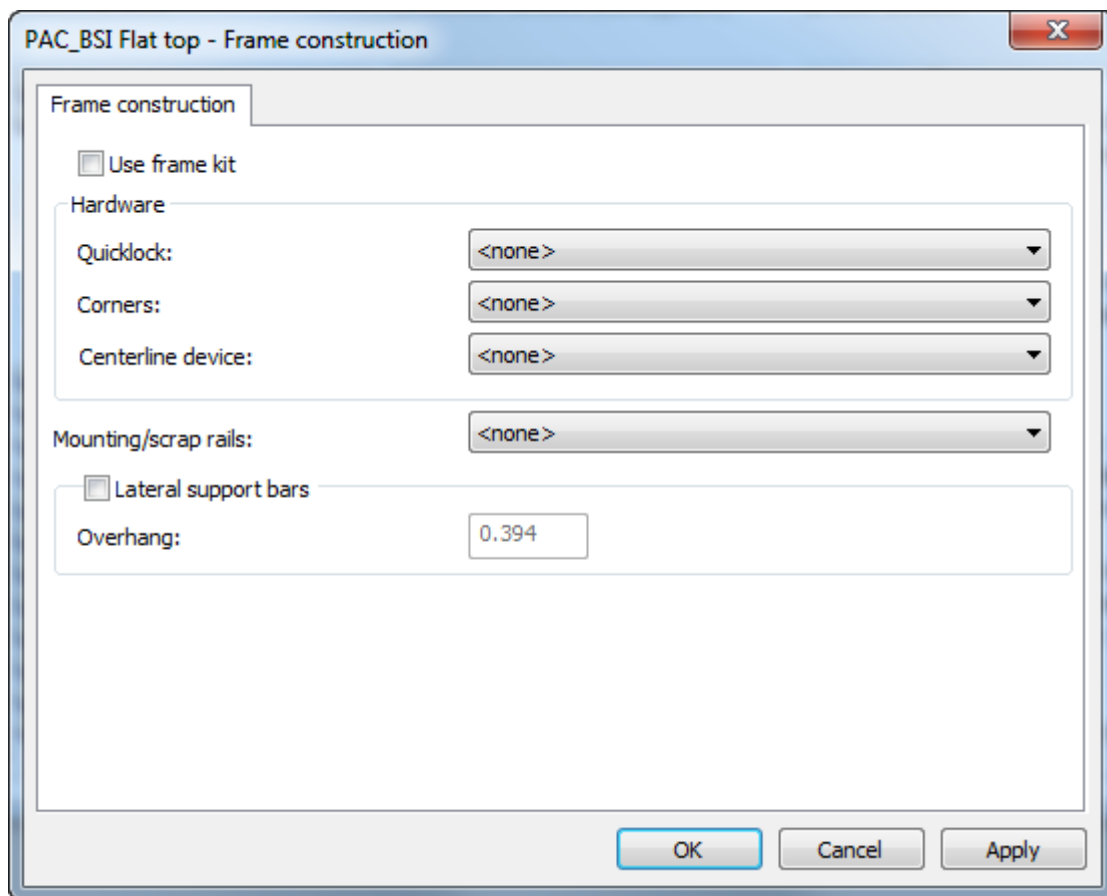 PAC_BSI Flat top - Frame construction
Frame construction
Use frame kit
Hardware
Quicklock: <none>
Corners: <none>
Centerline device: <none>
Mounting/scrap rails: <none>
Lateral support bars
Overhang: 0.394
OK Cancel Apply